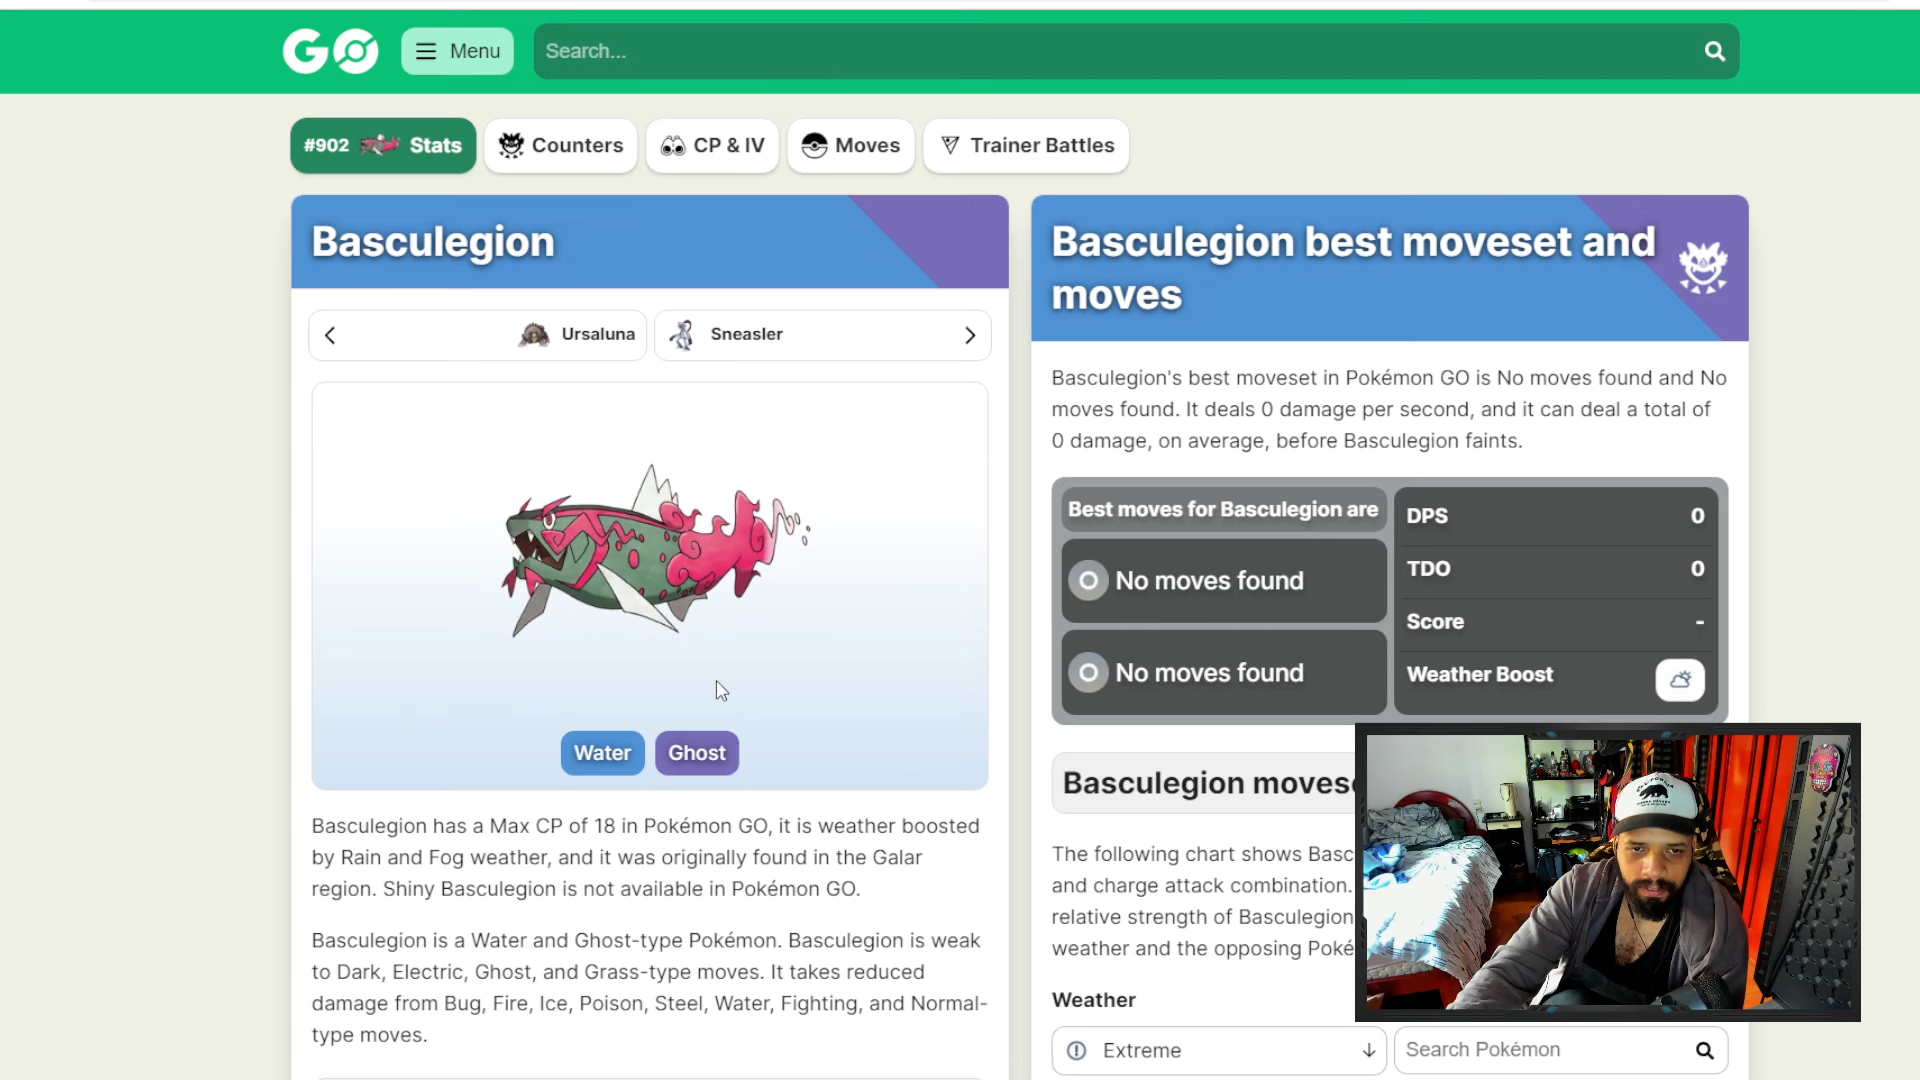 GO
Menu
Search...
#902 Stats
Counters
CP & IV
Moves
Trainer Battles
Basculegion
Ursaluna
Sneasler
Water
Ghost
Basculegion has a Max CP of 18 in Pokémon GO, it is weather boosted
by Rain and Fog weather, and it was originally found in the Galar
region. Shiny Basculegion is not available in Pokémon GO.
Basculegion is a Water and Ghost-type Pokémon. Basculegion is weak
to Dark, Electric, Ghost, and Grass-type moves. It takes reduced
damage from Bug, Fire, Ice, Poison, Steel, Water, Fighting, and Normal-
type moves.
Basculegion best moveset and
moves
Basculegion's best moveset in Pokémon GO is No moves found and No
moves found. It deals 0 damage per second, and it can deal a total of
0 damage, on average, before Basculegion faints.
Best moves for Basculegion are
No moves found
No moves found
DPS 0
TDO 0
Score -
Weather Boost
Basculegion moves
The following chart shows Basc
and charge attack combination.
relative strength of Basculegion
weather and the opposing Poké
Weather
Extreme
Search Pokémon